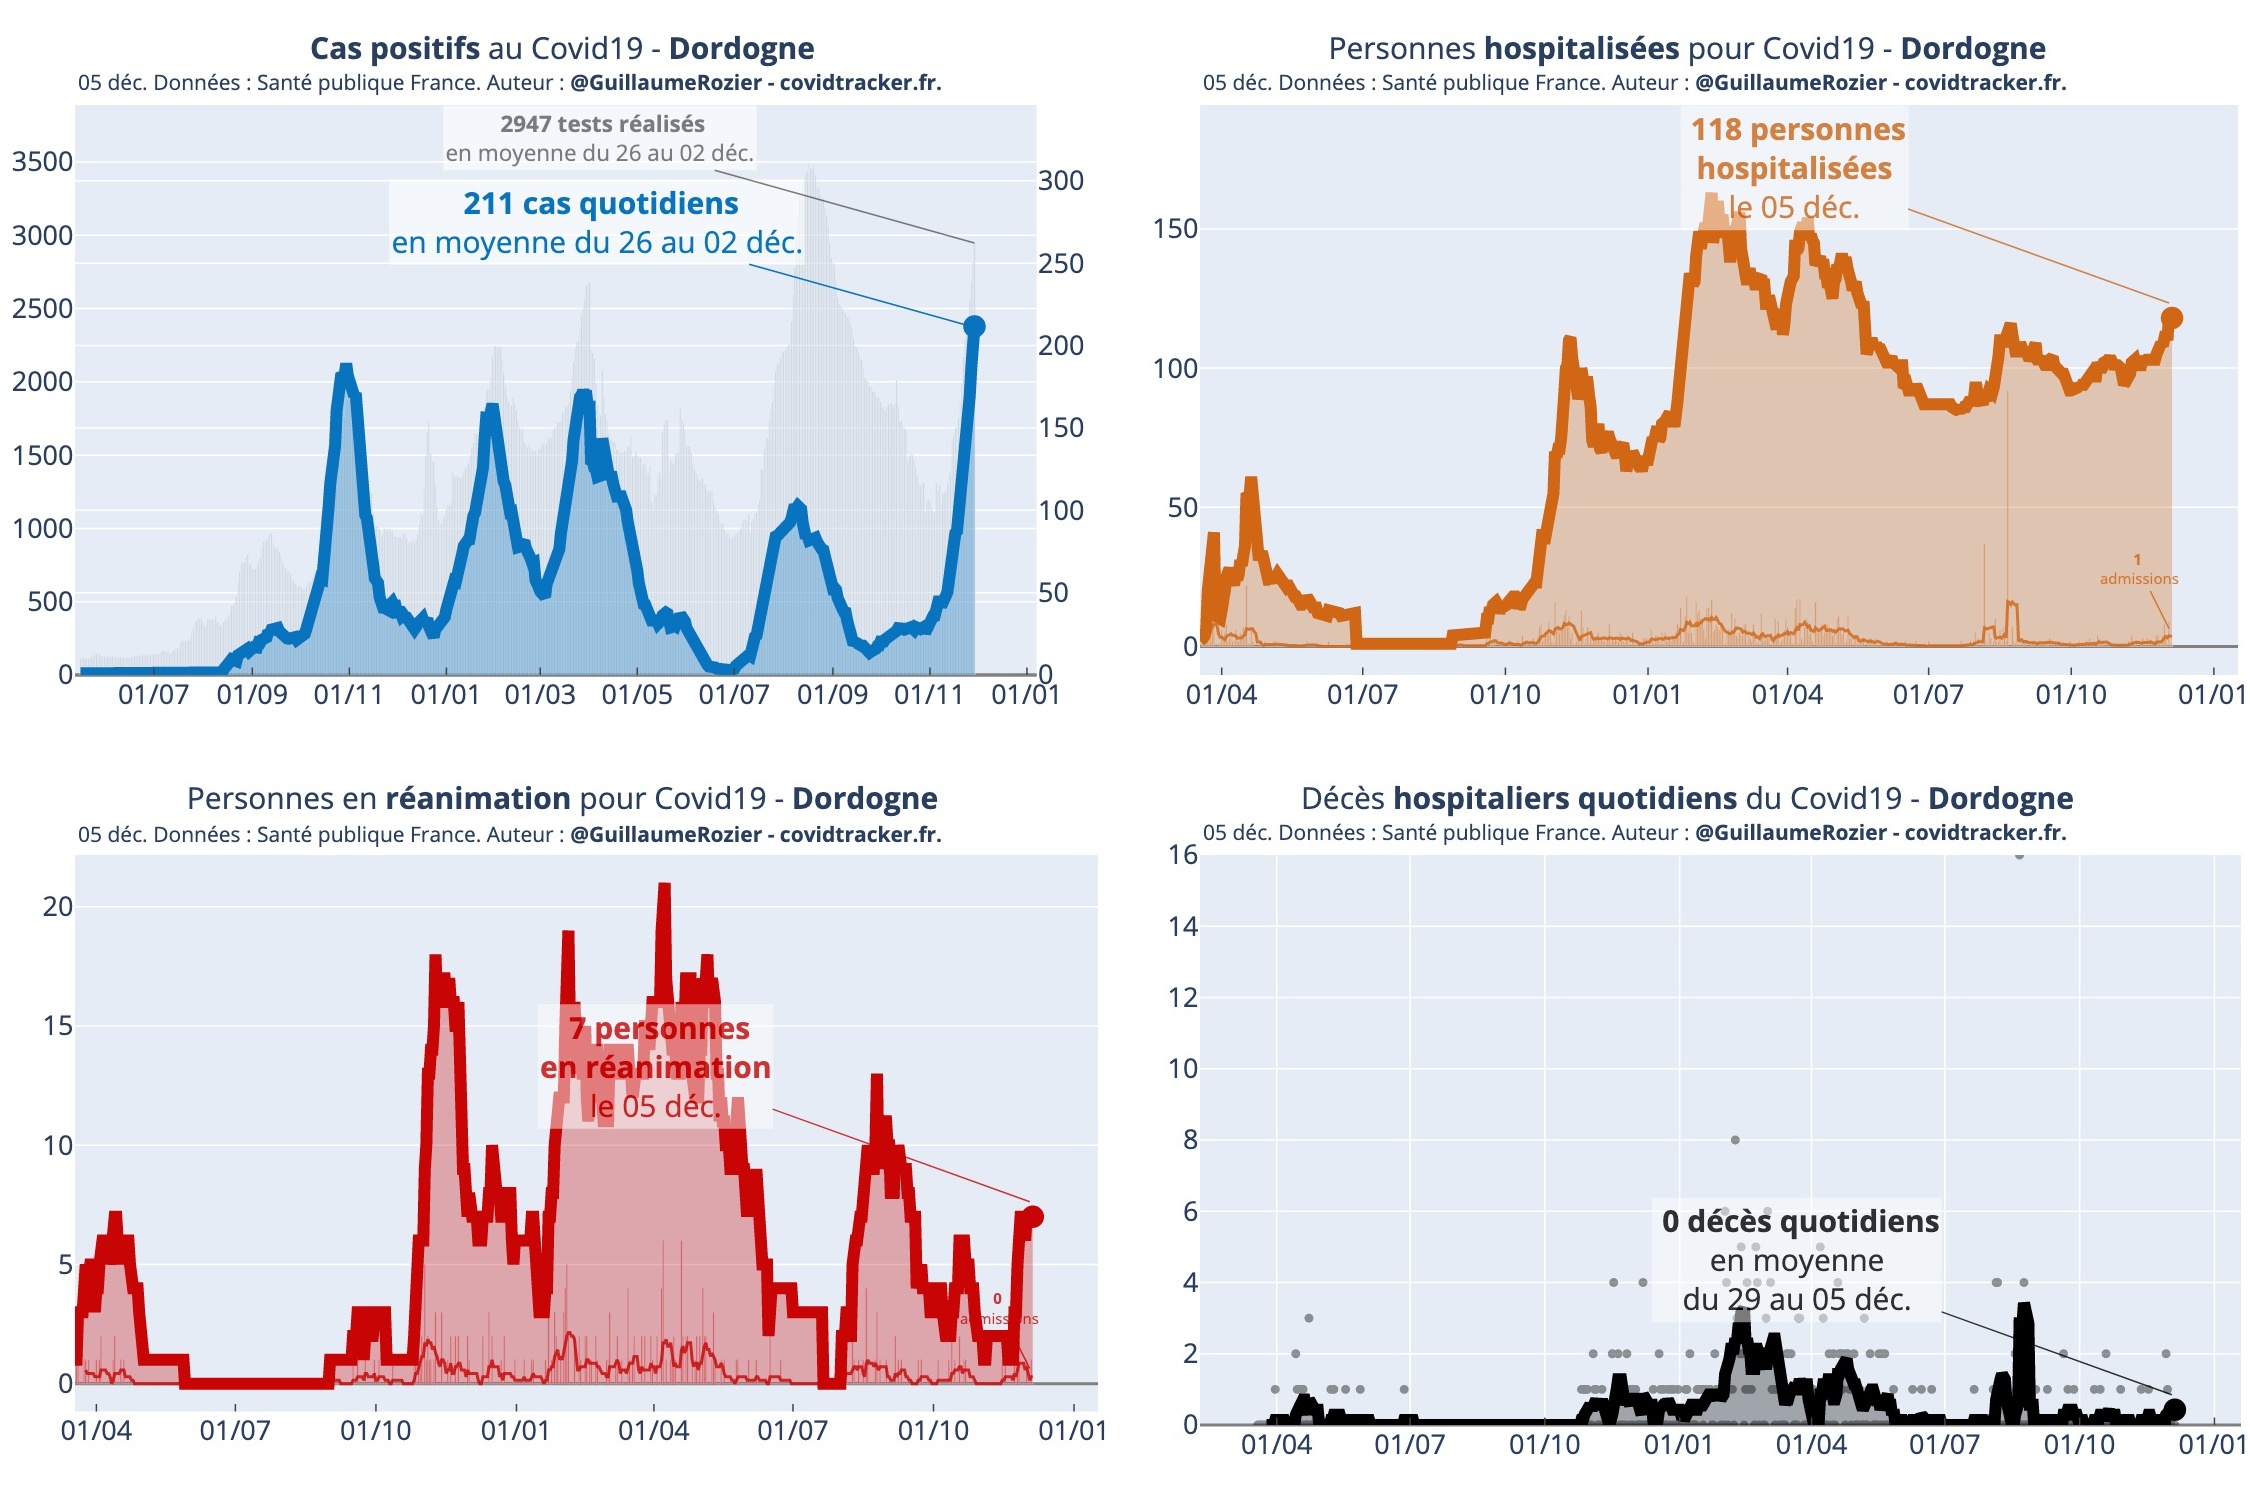 Cas positifs au Covid19 - Dordogne
05 déc. Données : Santé publique France. Auteur : @GuillaumeRozier - covidtracker.fr.
2947 tests réalisés
en moyenne du 26 au 02 déc.
211 cas quotidiens
en moyenne du 26 au 02 déc.
3500
3000
2500
2000
1500
1000
500
0
300
250
200
150
100
50
0
01/07 01/09 01/11 01/01 01/03 01/05 01/07 01/09 01/11 01/01
Personnes hospitalisées pour Covid19 - Dordogne
05 déc. Données : Santé publique France. Auteur : @GuillaumeRozier - covidtracker.fr.
118 personnes
hospitalisées
le 05 déc.
150
100
50
0
1
admissions
01/04 01/07 01/10 01/01 01/04 01/07 01/10 01/01
Personnes en réanimation pour Covid19 - Dordogne
05 déc. Données : Santé publique France. Auteur : @GuillaumeRozier - covidtracker.fr.
20
15
10
5
0
7 personnes
en réanimation
le 05 déc.
0
admissions
01/04 01/07 01/10 01/01 01/04 01/07 01/10 01/01
Décès hospitaliers quotidiens du Covid19 - Dordogne
05 déc. Données : Santé publique France. Auteur : @GuillaumeRozier - covidtracker.fr.
16
14
12
10
8
6
4
2
0
0 décès quotidiens
en moyenne
du 29 au 05 déc.
01/04 01/07 01/10 01/01 01/04 01/07 01/10 01/01